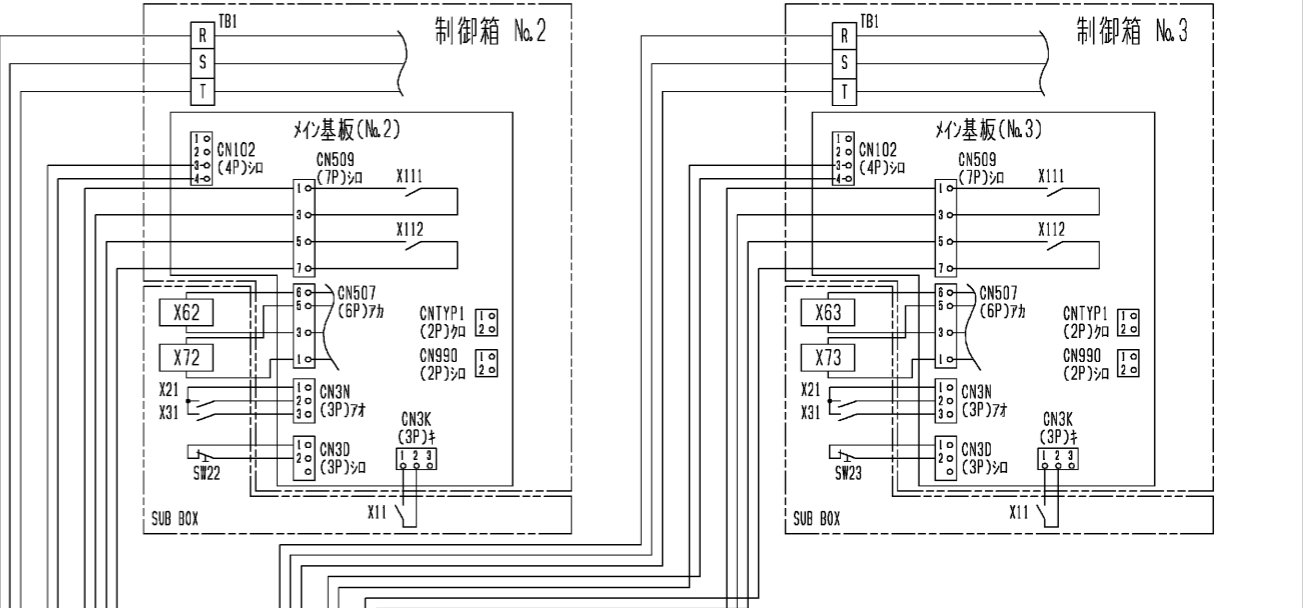 TB1
制御箱 No.2
R
S
T
メイン基板(No.2)
1
2
3
4
CN102
(4P)シロ
CN509
(7P)シロ
1
3
5
7
X111
X112
X62
X72
6
5
3
1
CN507
(6P)アカ
CNTYP1
(2P)クロ
1
2
CN990
(2P)シロ
1
2
X21
X31
1
2
3
CN3N
(3P)アオ
SW22
1
2
CN3D
(3P)シロ
CN3K
(3P)キ
1 2 3
X11
SUB BOX
TB1
制御箱 No.3
R
S
T
メイン基板(No.3)
1
2
3
4
CN102
(4P)シロ
CN509
(7P)シロ
1
3
5
7
X111
X112
X63
X73
6
5
3
1
CN507
(6P)アカ
CNTYP1
(2P)クロ
1
2
CN990
(2P)シロ
1
2
X21
X31
1
2
3
CN3N
(3P)アオ
SW23
1
2
CN3D
(3P)シロ
CN3K
(3P)キ
1 2 3
X11
SUB BOX